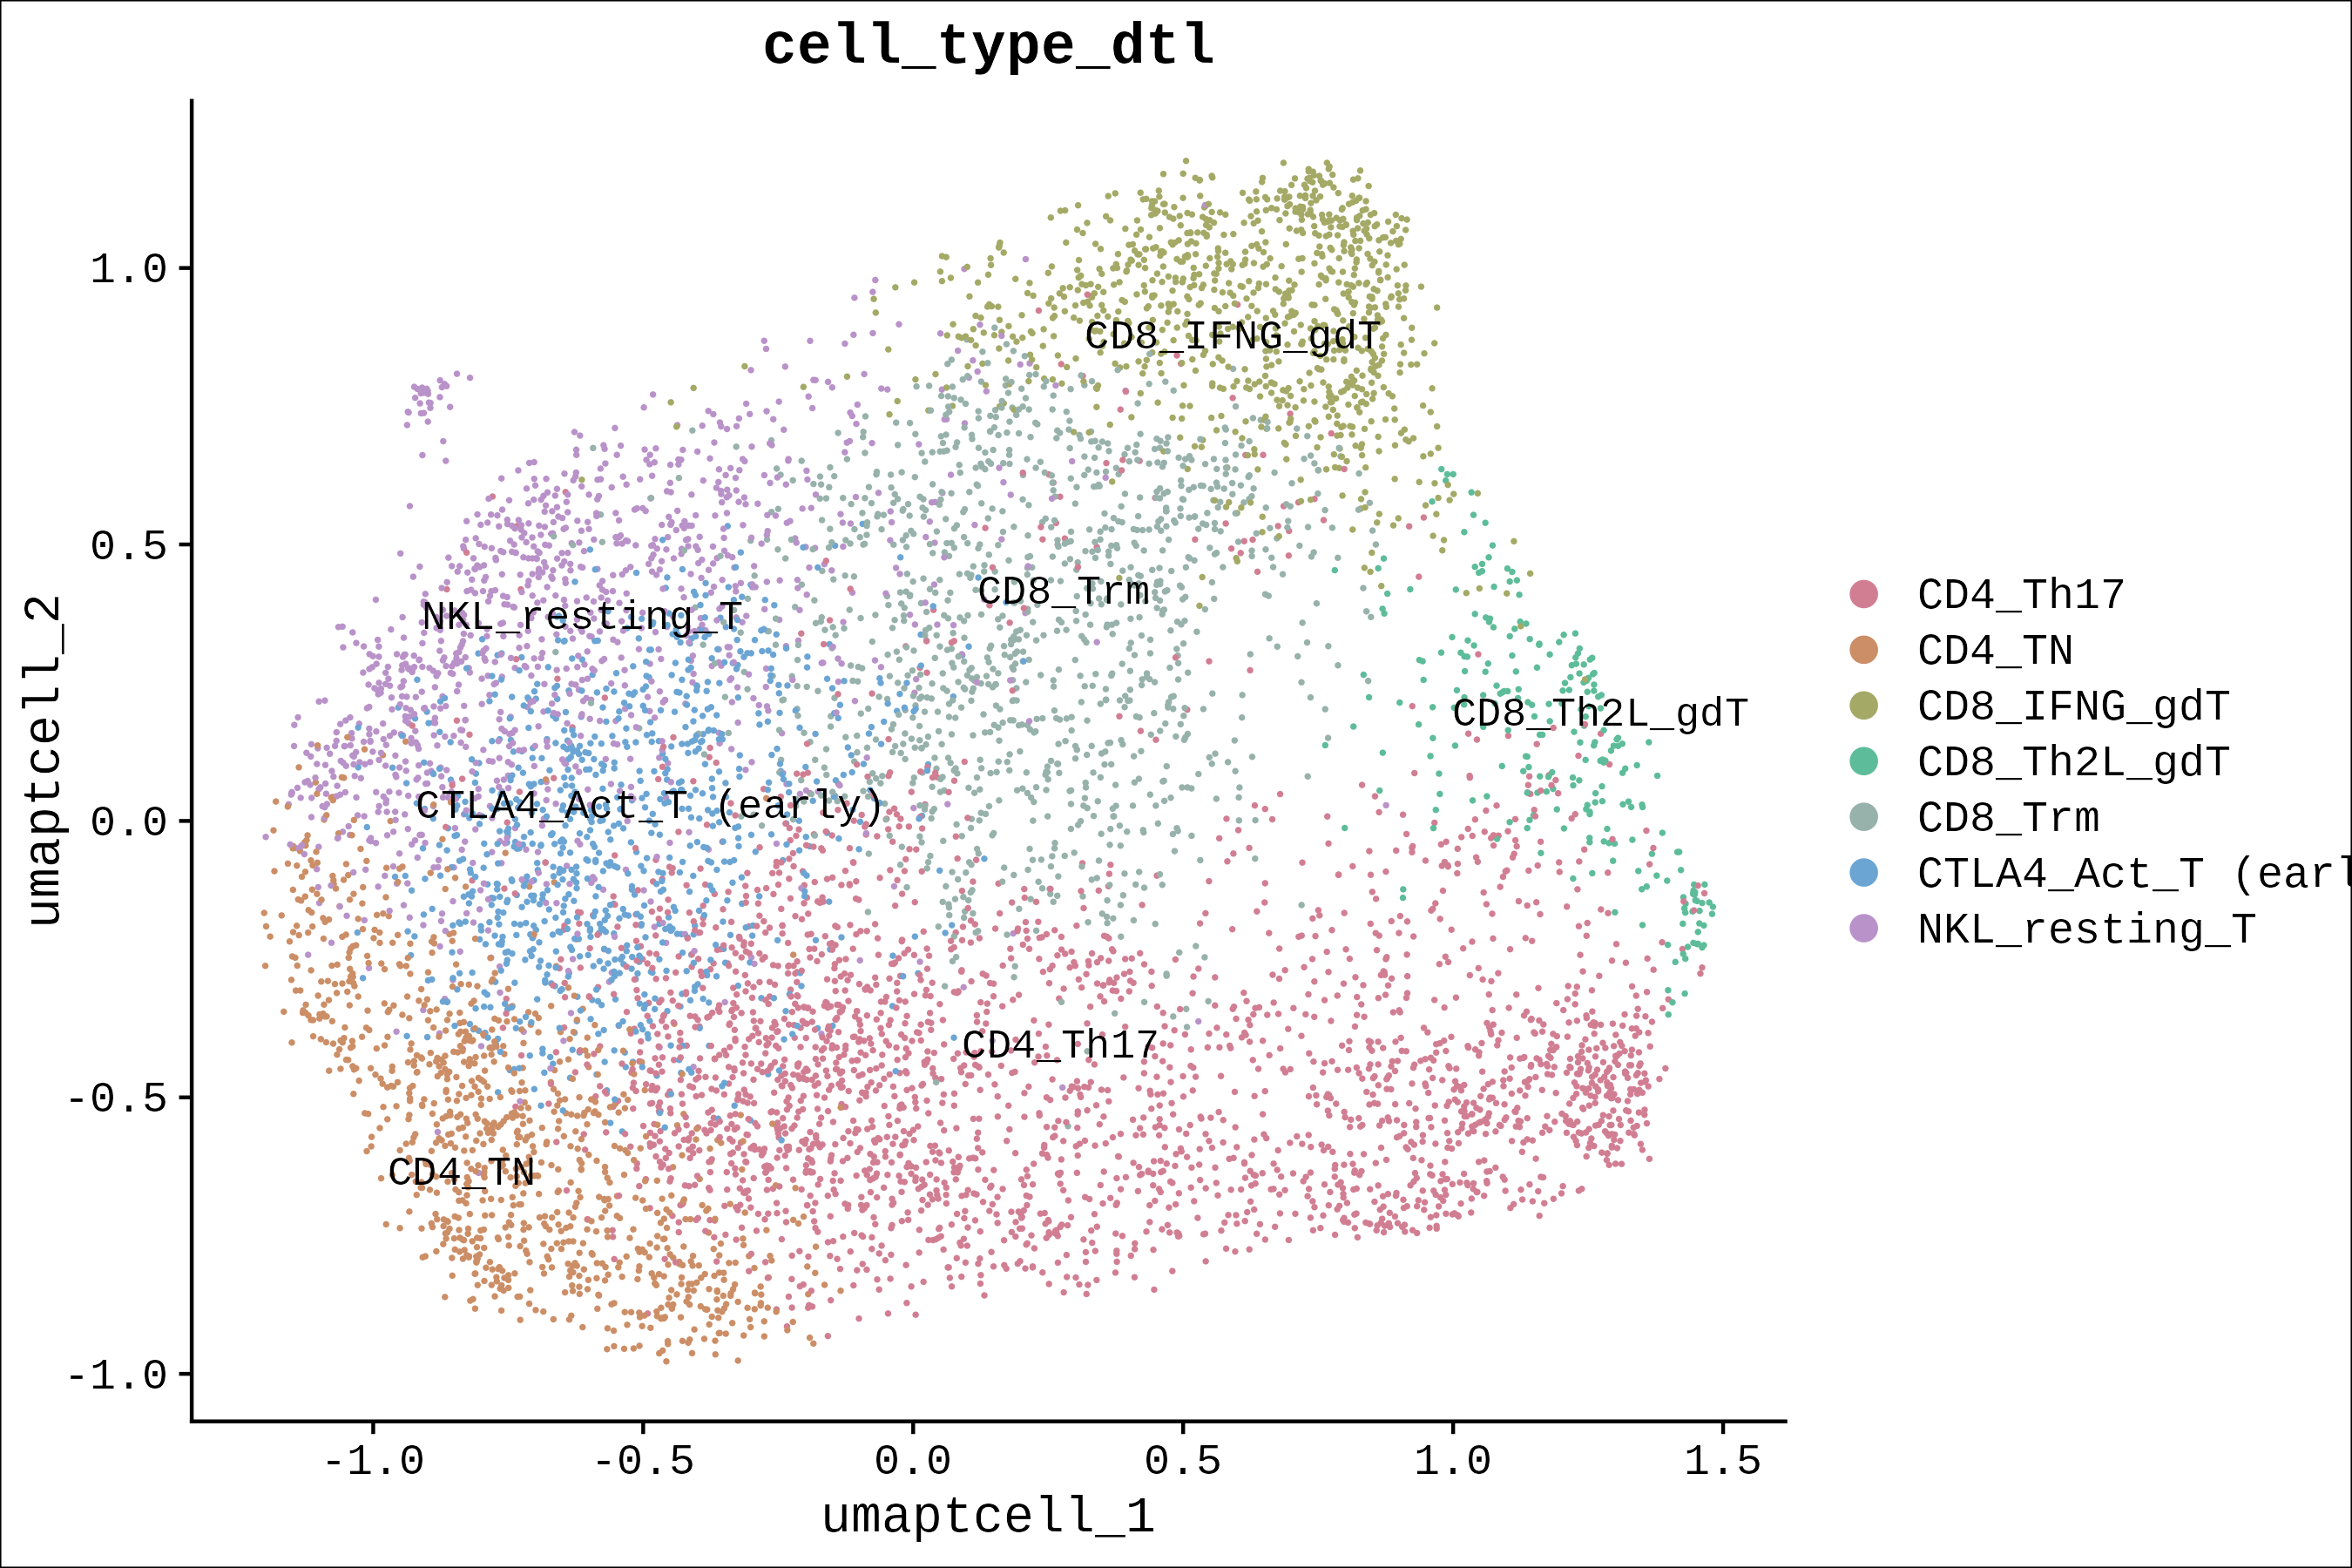 cell_type_dtl
umaptcell_2
1.0
0.5
0.0
-0.5
-1.0
CD8_IFNG_gdT
CD8_Trm
NKL_resting_T
CD8_Th2L_gdT
CTLA4_Act_T (early)
CD4_Th17
CD4_TN
-1.0
-0.5
0.0
0.5
1.0
1.5
umaptcell_1
CD4_Th17
CD4_TN
CD8_IFNG_gdT
CD8_Th2L_gdT
CD8_Trm
CTLA4_Act_T (earl
NKL_resting_T